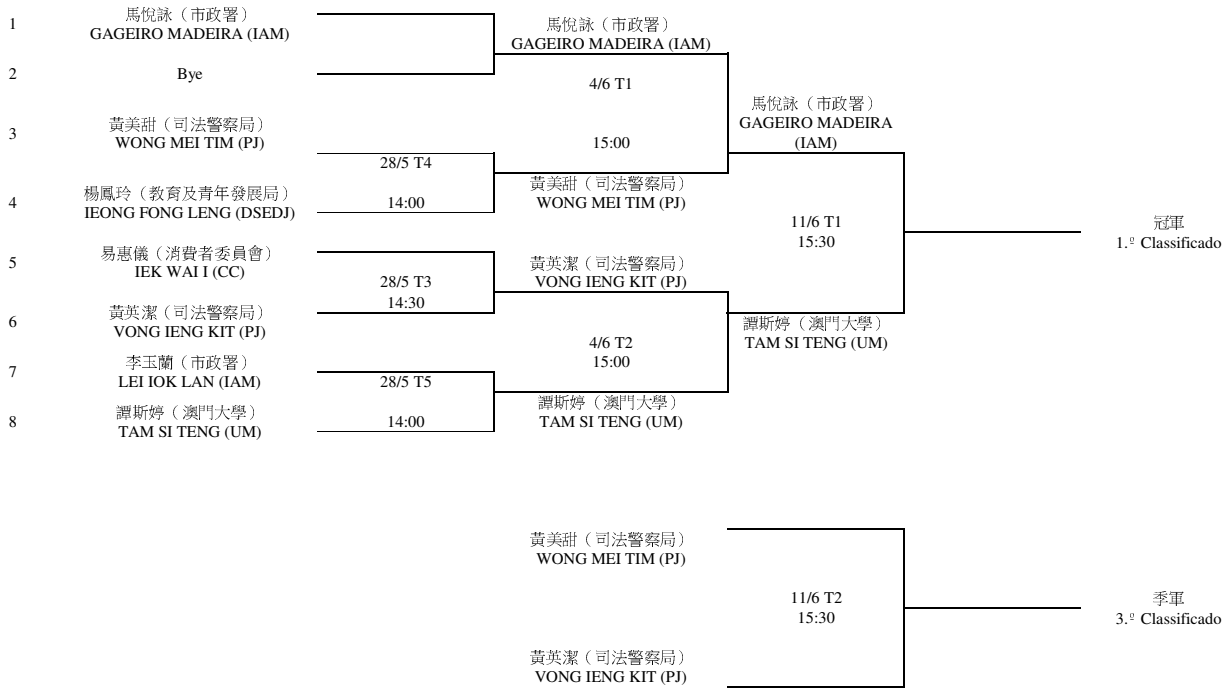 1
馬悅詠（市政署）
GAGEIRO MADEIRA (IAM)
2
Bye
3
黃美甜（司法警察局）
WONG MEI TIM (PJ)
4
楊鳳玲（教育及青年發展局）
IEONG FONG LENG (DSEDJ)
5
易惠儀（消費者委員會）
IEK WAI I (CC)
6
黃英潔（司法警察局）
VONG IENG KIT (PJ)
7
李玉蘭（市政署）
LEI IOK LAN (IAM)
8
譚斯婷（澳門大學）
TAM SI TENG (UM)
28/5 T4
14:00
28/5 T3
14:30
28/5 T5
14:00
馬悅詠（市政署）
GAGEIRO MADEIRA (IAM)
4/6 T1
15:00
黃美甜（司法警察局）
WONG MEI TIM (PJ)
黃英潔（司法警察局）
VONG IENG KIT (PJ)
4/6 T2
15:00
譚斯婷（澳門大學）
TAM SI TENG (UM)
馬悅詠（市政署）
GAGEIRO MADEIRA
(IAM)
11/6 T1
15:30
譚斯婷（澳門大學）
TAM SI TENG (UM)
冠軍
1.º Classificado
黃美甜（司法警察局）
WONG MEI TIM (PJ)
11/6 T2
15:30
黃英潔（司法警察局）
VONG IENG KIT (PJ)
季軍
3.º Classificado